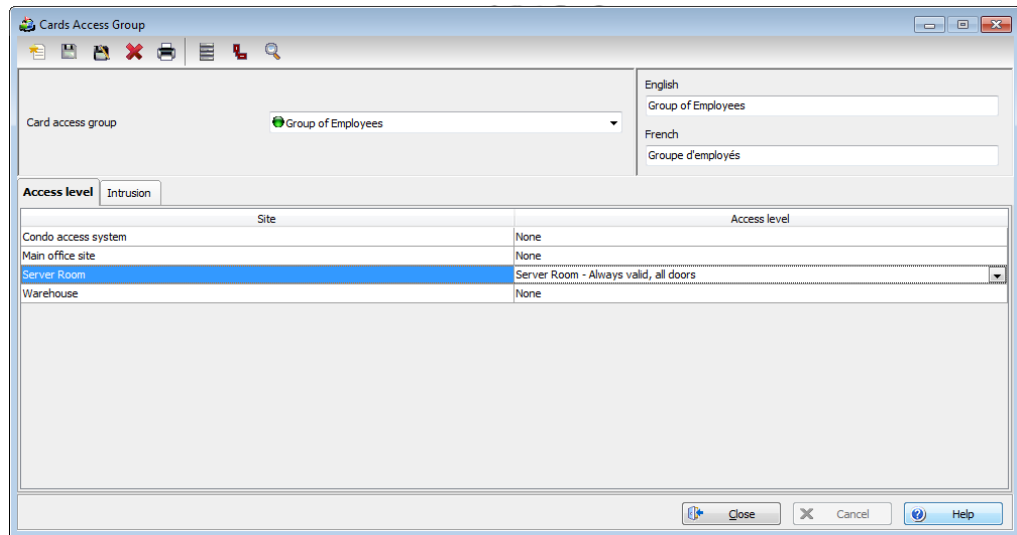 Cards Access Group
English
Group of Employees
Card access group
Group of Employees
French
Groupe d'employés
Access level Intrusion
Site Access level
Condo access system None
Main office site None
Server Room Server Room - Always valid, all doors
Warehouse None
Close Cancel Help